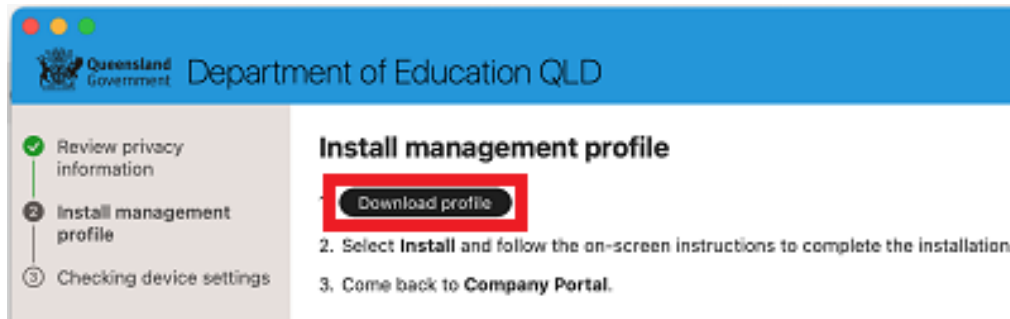 Queensland
Government
Department of Education QLD
Review privacy
information
2 Install management
profile
3 Checking device settings
Install management profile
Download profile
2. Select Install and follow the on-screen instructions to complete the installation
3. Come back to Company Portal.